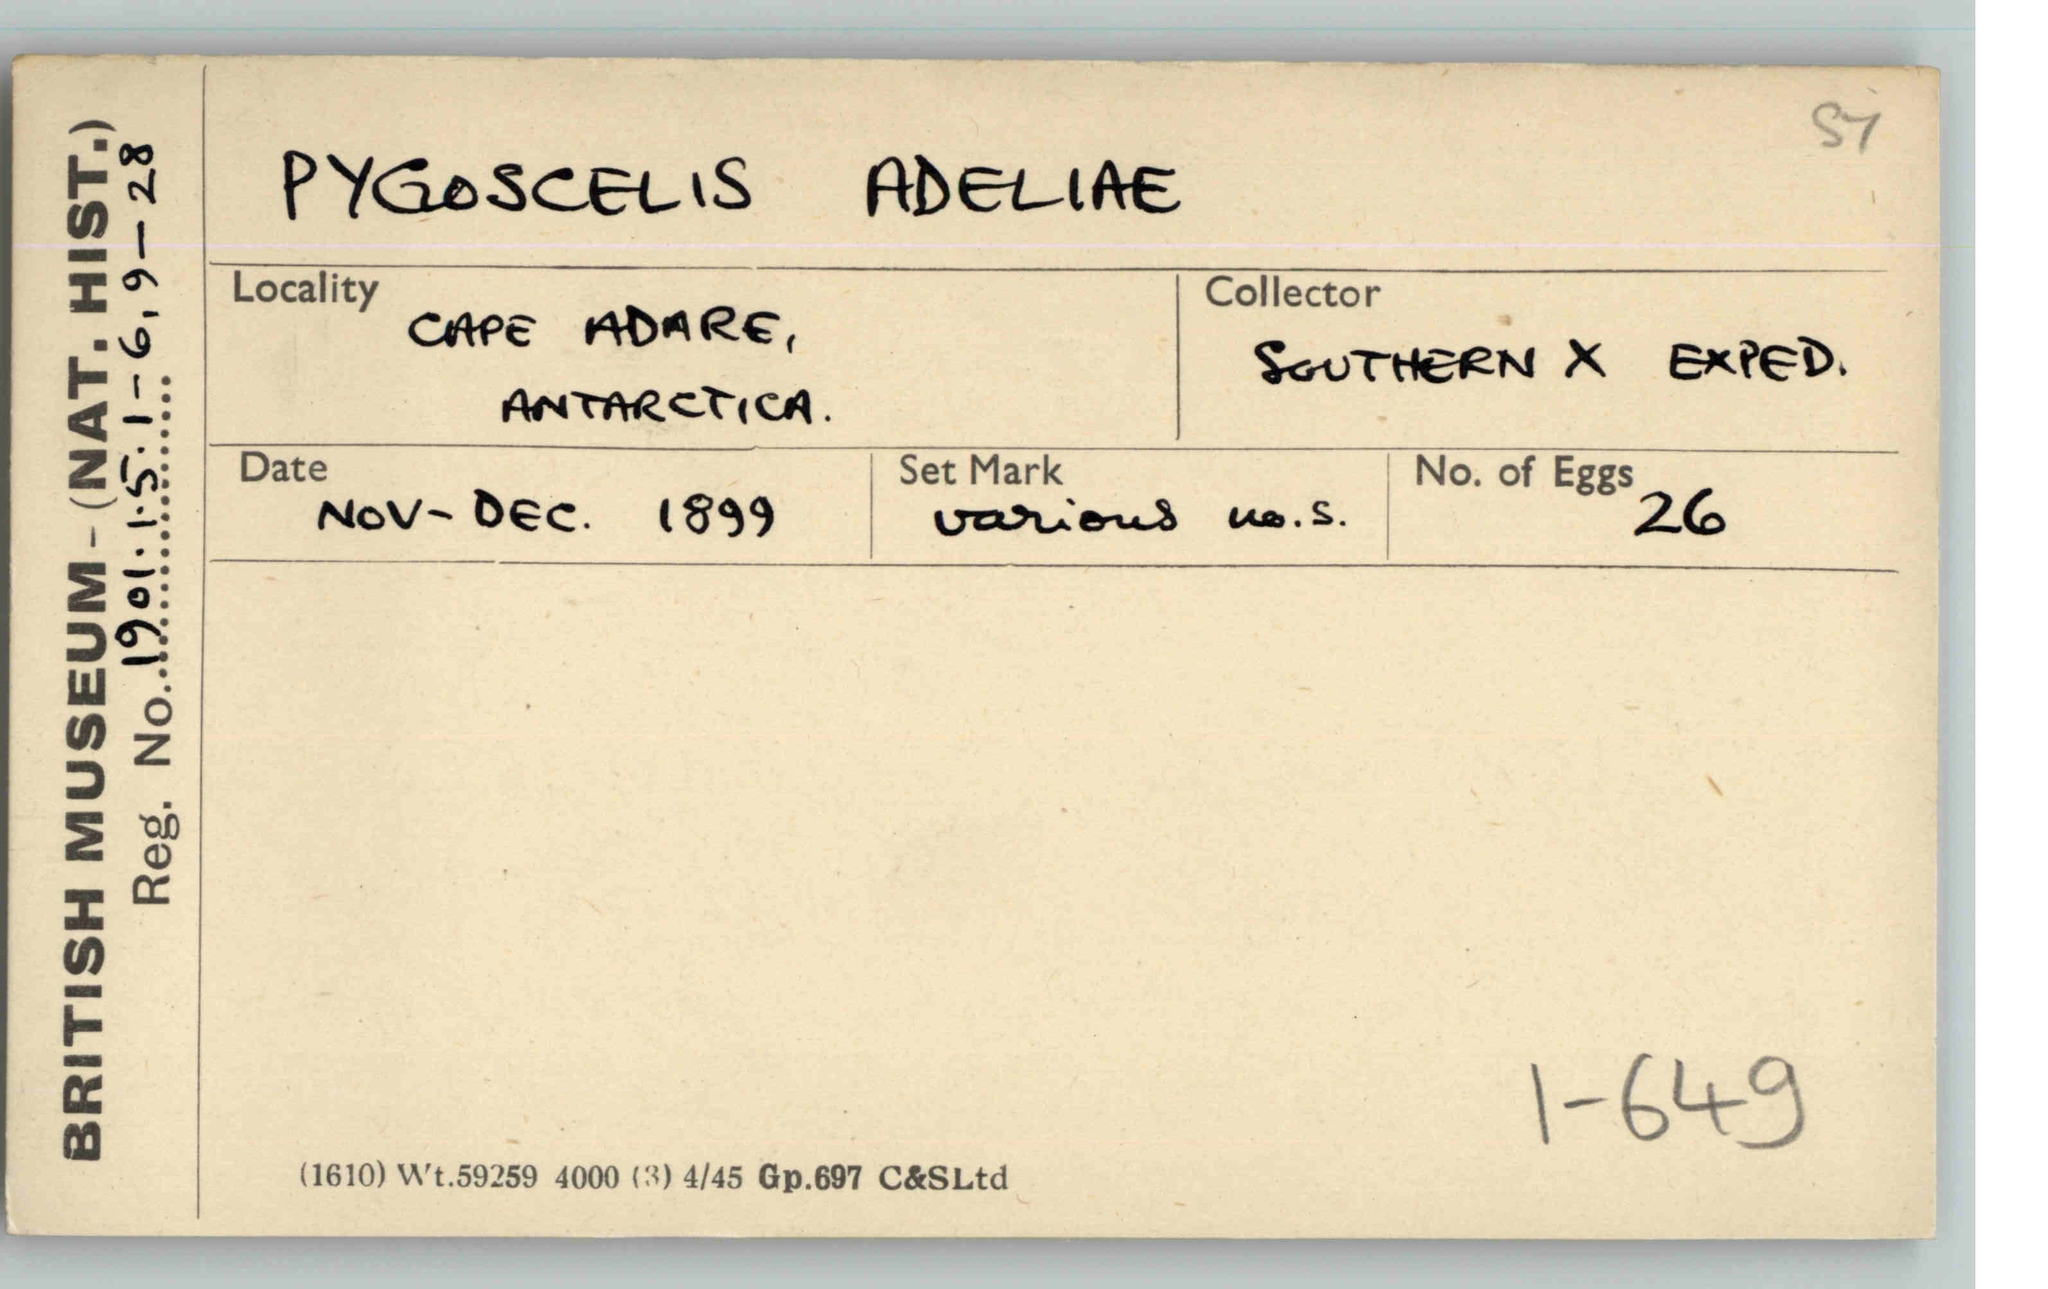 BRITISH MUSEUM - (NAT. HIST.)
Reg. No. 1901.1.5.1-6,9-28
PYGOSCELIS ADELIAE
Locality
CAPE ADARE,
ANTARCTICA.
Collector
SOUTHERN X EXPED.
Date
NOV-DEC. 1899
Set Mark
various no.s.
No. of Eggs
26
1-649
(1610) Wt.59259 4000 (3) 4/45 Gp.697 C&SLtd